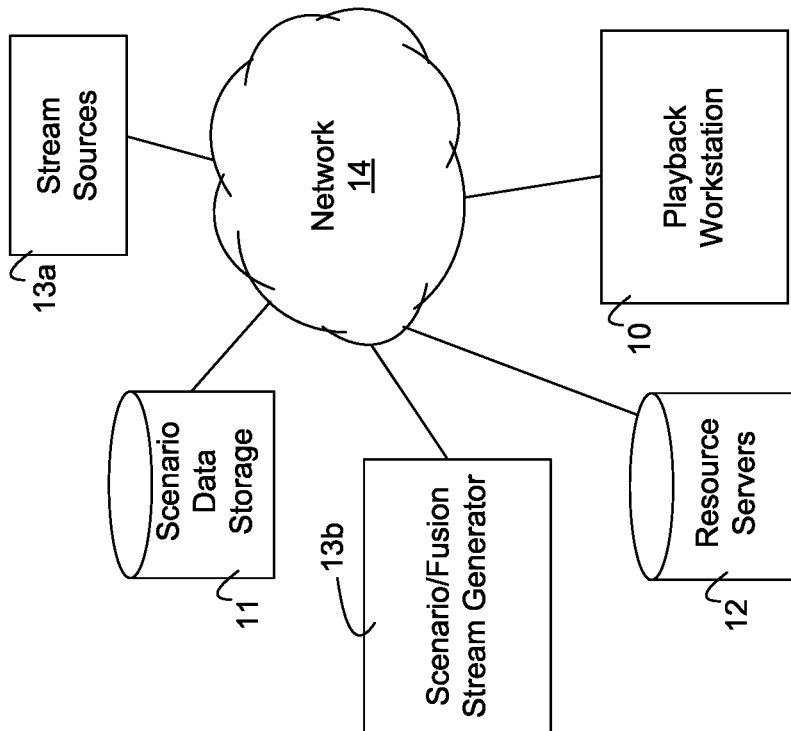 Stream
Sources
13a
Scenario
Data
Storage
11
Network
14
13b
Scenario/Fusion
Stream Generator
Playback
Workstation
10
Resource
Servers
12